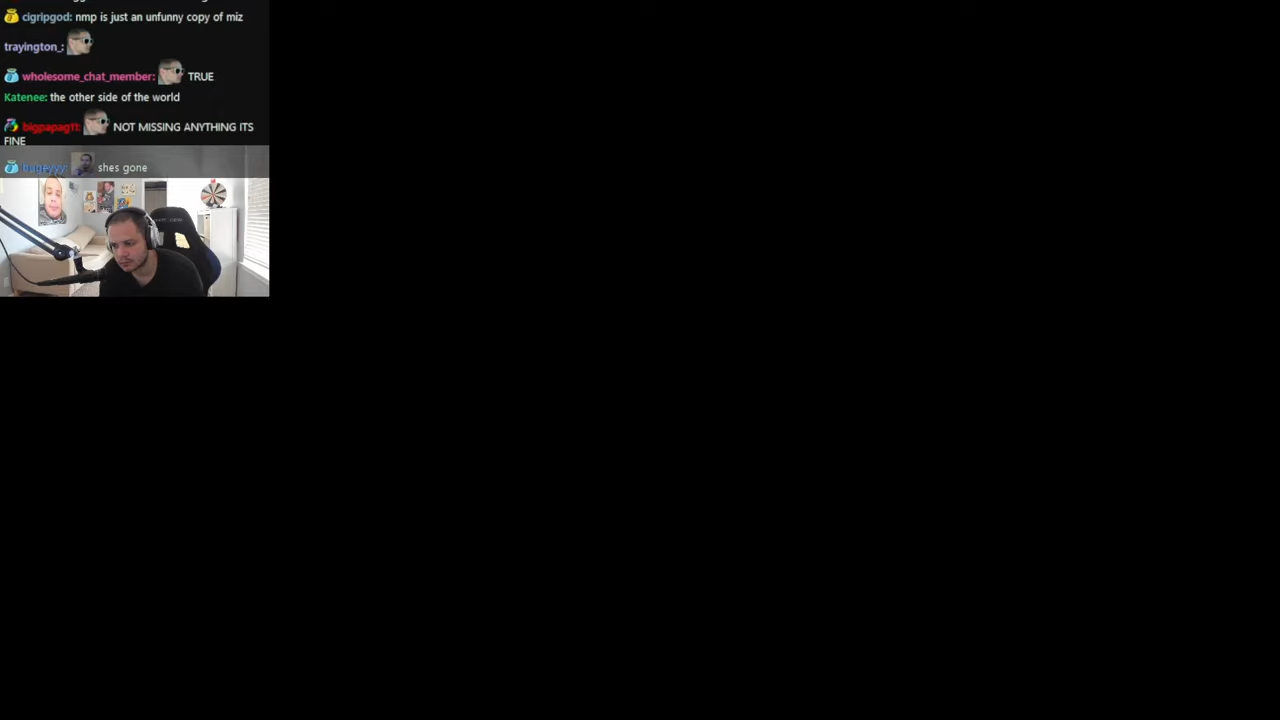 cigripgod: nmp is just an unfunny copy of miz
trayington_:
wholesome_chat_member: TRUE
Katenee: the other side of the world
bigpapag11: NOT MISSING ANYTHING ITS
FINE
shes gone